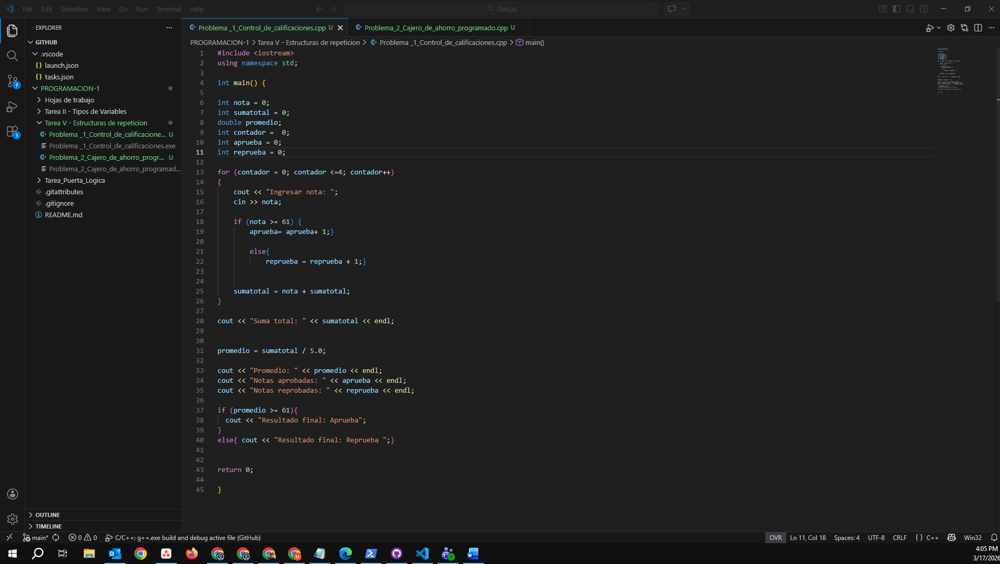 File Edit Selection View Go Run Terminal Help GitHub
EXPLORER
GITHUB
.vscode
{} launch.json
{} tasks.json
PROGRAMACION-1
Hojas de trabajo
Tarea II - Tipos de Variables
Tarea V - Estructuras de repeticion
Problema _1_Control_de_calificacione... U
Problema _1_Control_de_calificaciones.exe
Problema_2_Cajero_de_ahorro_progr... U
Problema_2_Cajero_de_ahorro_programad...
Tarea_Puerta_Logica
.gitattributes
.gitignore
README.md
OUTLINE
TIMELINE
7
1
Problema _1_Control_de_calificaciones.cpp U Problema_2_Cajero_de_ahorro_programado.cpp U
PROGRAMACION-1 > Tarea V - Estructuras de repeticion > Problema _1_Control_de_calificaciones.cpp > main()
1 #include <iostream>
2 using namespace std;
3
4 int main() {
5
6 int nota = 0;
7 int sumatotal = 0;
8 double promedio;
9 int contador =  0;
10 int aprueba = 0;
11 int reprueba = 0;
12
13 for (contador = 0; contador <=4; contador++)
14 {
15 cout << "Ingresar nota: ";
16 cin >> nota;
17
18 if (nota >= 61) {
19 aprueba= aprueba+ 1;}
20
21 else{
22 reprueba = reprueba + 1;}
23
24
25 sumatotal = nota + sumatotal;
26 }
27
28 cout << "Suma total: " << sumatotal << endl;
29
30
31 promedio = sumatotal / 5.0;
32
33 cout << "Promedio: " << promedio << endl;
34 cout << "Notas aprobadas: " << aprueba << endl;
35 cout << "Notas reprobadas: " << reprueba << endl;
36
37 if (promedio >= 61){
38 cout << "Resultado final: Aprueba";
39 }
40 else{ cout << "Resultado final: Reprueba ";}
41
42
43 return 0;
44
45 }
main* 0 0 C/C++: g++.exe build and debug active file (GitHub) OVR Ln 11, Col 18 Spaces: 4 UTF-8 CRLF {} C++ Win32
4:05 PM
3/17/2026